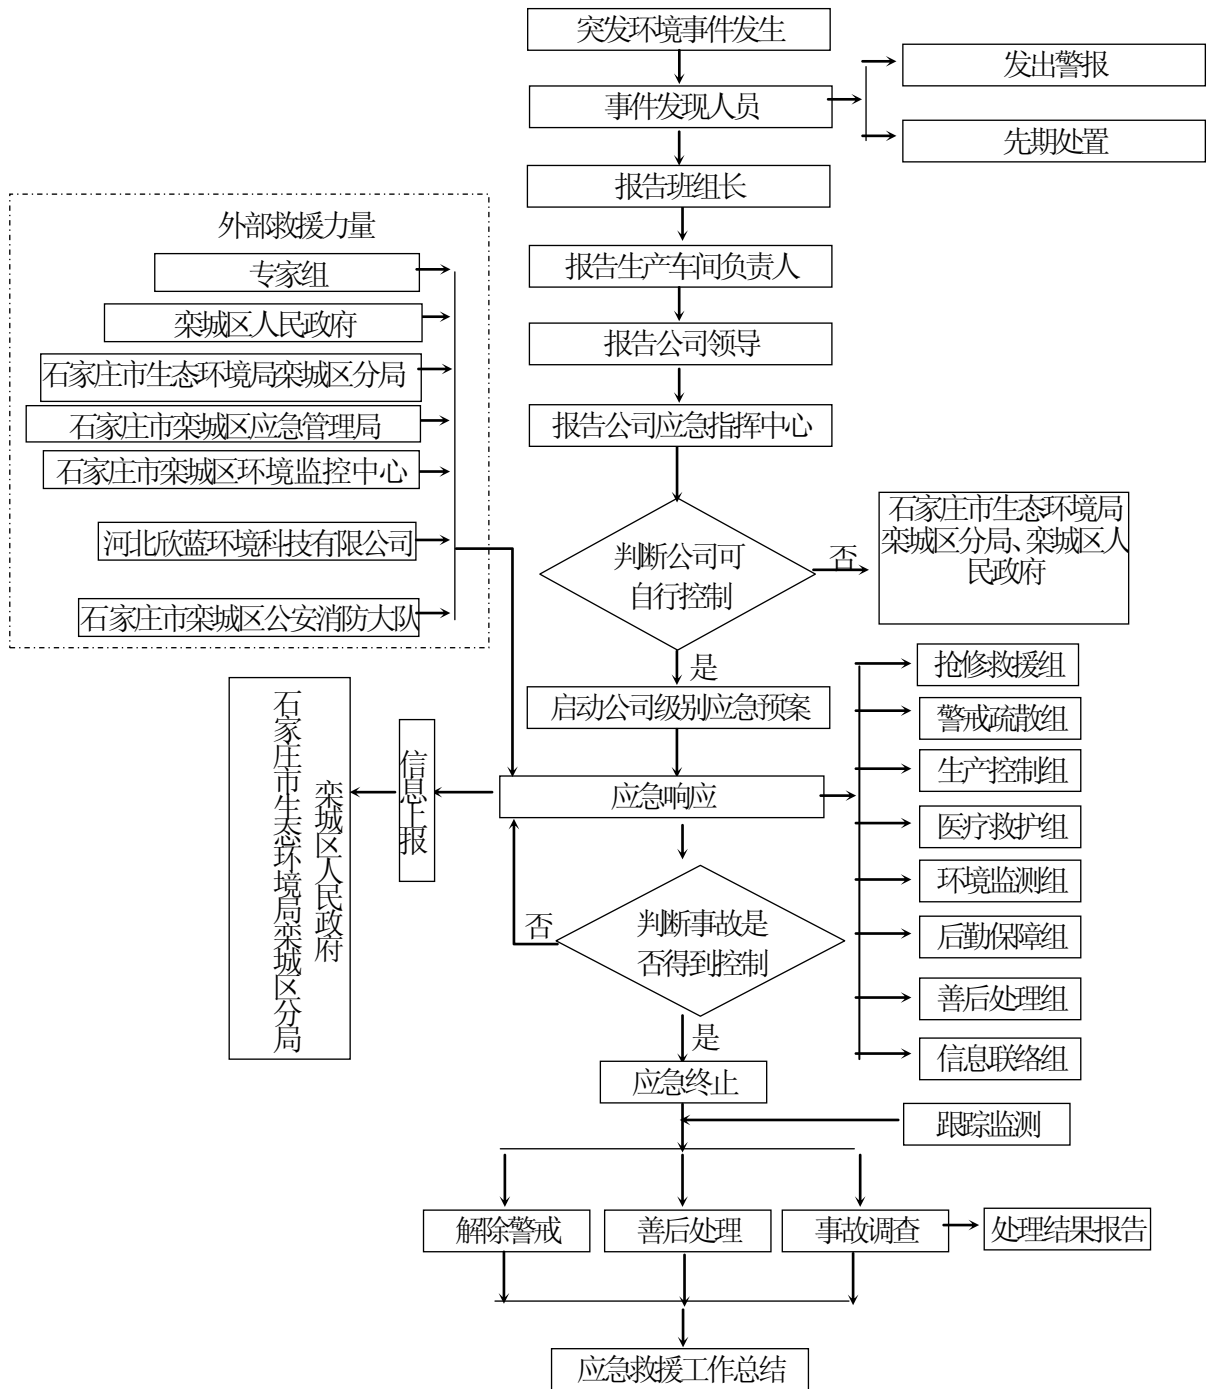 突发环境事件发生
事件发现人员
发出警报
先期处置
报告班组长
报告生产车间负责人
报告公司领导
报告公司应急指挥中心
外部救援力量
专家组
栾城区人民政府
石家庄市生态环境局栾城区分局
石家庄市栾城区应急管理局
石家庄市栾城区环境监控中心
河北欣蓝环境科技有限公司
石家庄市栾城区公安消防大队
判断公司可
自行控制
否
石家庄市生态环境局
栾城区分局、栾城区人
民政府
是
启动公司级别应急预案
应急响应
信息上报
栾城区人民政府
石家庄市生态环境局栾城区分局
抢修救援组
警戒疏散组
生产控制组
医疗救护组
环境监测组
后勤保障组
善后处理组
信息联络组
判断事故是
否得到控制
否
是
应急终止
跟踪监测
解除警戒
善后处理
事故调查
处理结果报告
应急救援工作总结